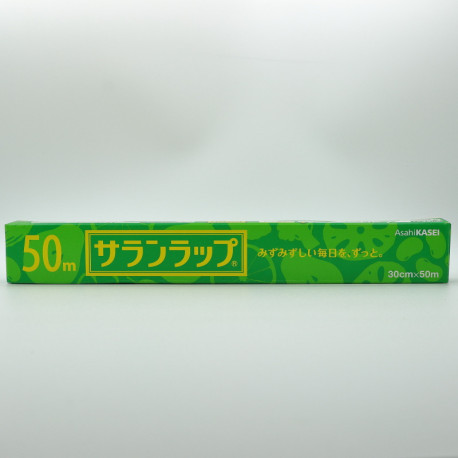 50m
サランラップ®
みずみずしい毎日を、ずっと。
AsahiKASEI
30cm×50m